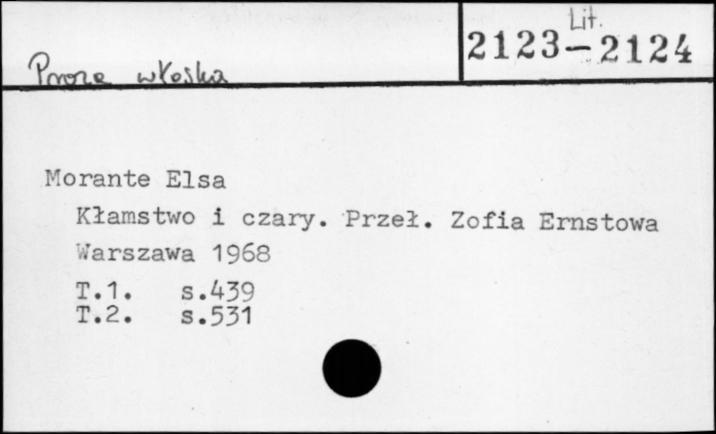 Lit.
2123-2124
Proza włoska
Morante Elsa
Kłamstwo i czary. Przeł. Zofia Ernstowa
Warszawa 1968
T.1. s.439
T.2. s.531